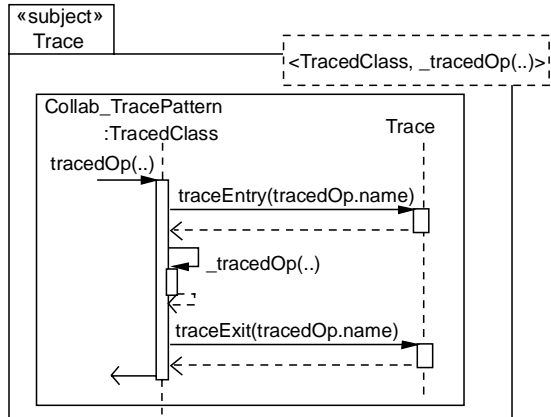 «subject»
Trace
<TracedClass, _tracedOp(..)>
Collab_TracePattern
:TracedClass
Trace
tracedOp(..)
traceEntry(tracedOp.name)
_tracedOp(..)
traceExit(tracedOp.name)